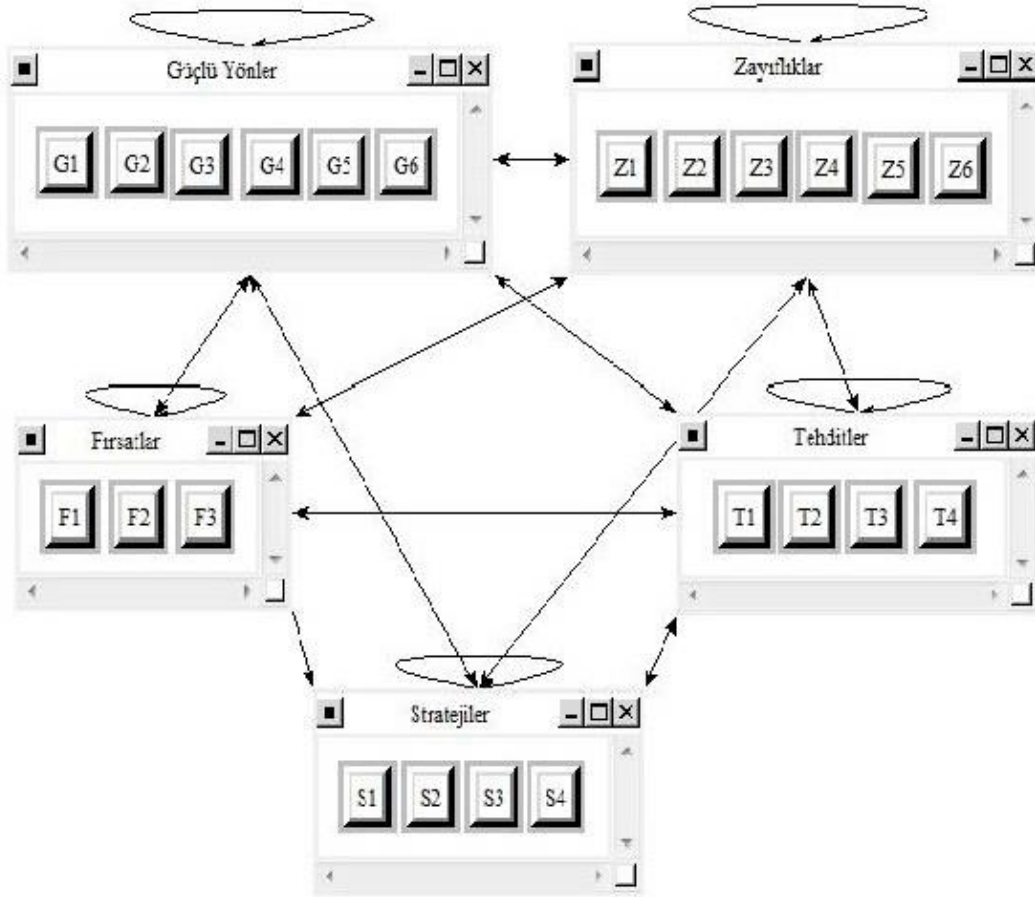 Güçlü Yönler
G1 G2 G3 G4 G5 G6
Zayıflıklar
Z1 Z2 Z3 Z4 Z5 Z6
Fırsatlar
F1 F2 F3
Tehditler
T1 T2 T3 T4
Stratejiler
S1 S2 S3 S4